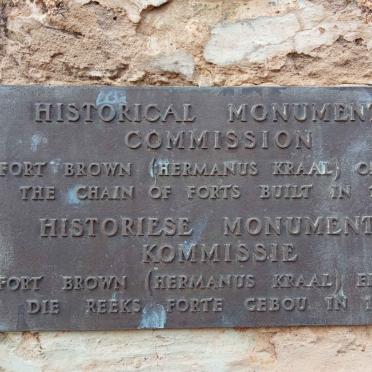 HISTORICAL MONUMENT
COMMISSION
FORT BROWN (HERMANUS KRAAL) O
THE CHAIN OF FORTS BUILT IN
HISTORIESE MONUMENT
KOMMISSIE
FORT BROWN (HERMANUS KRAAL) E
DIE REEKS FORTE GEBOU IN